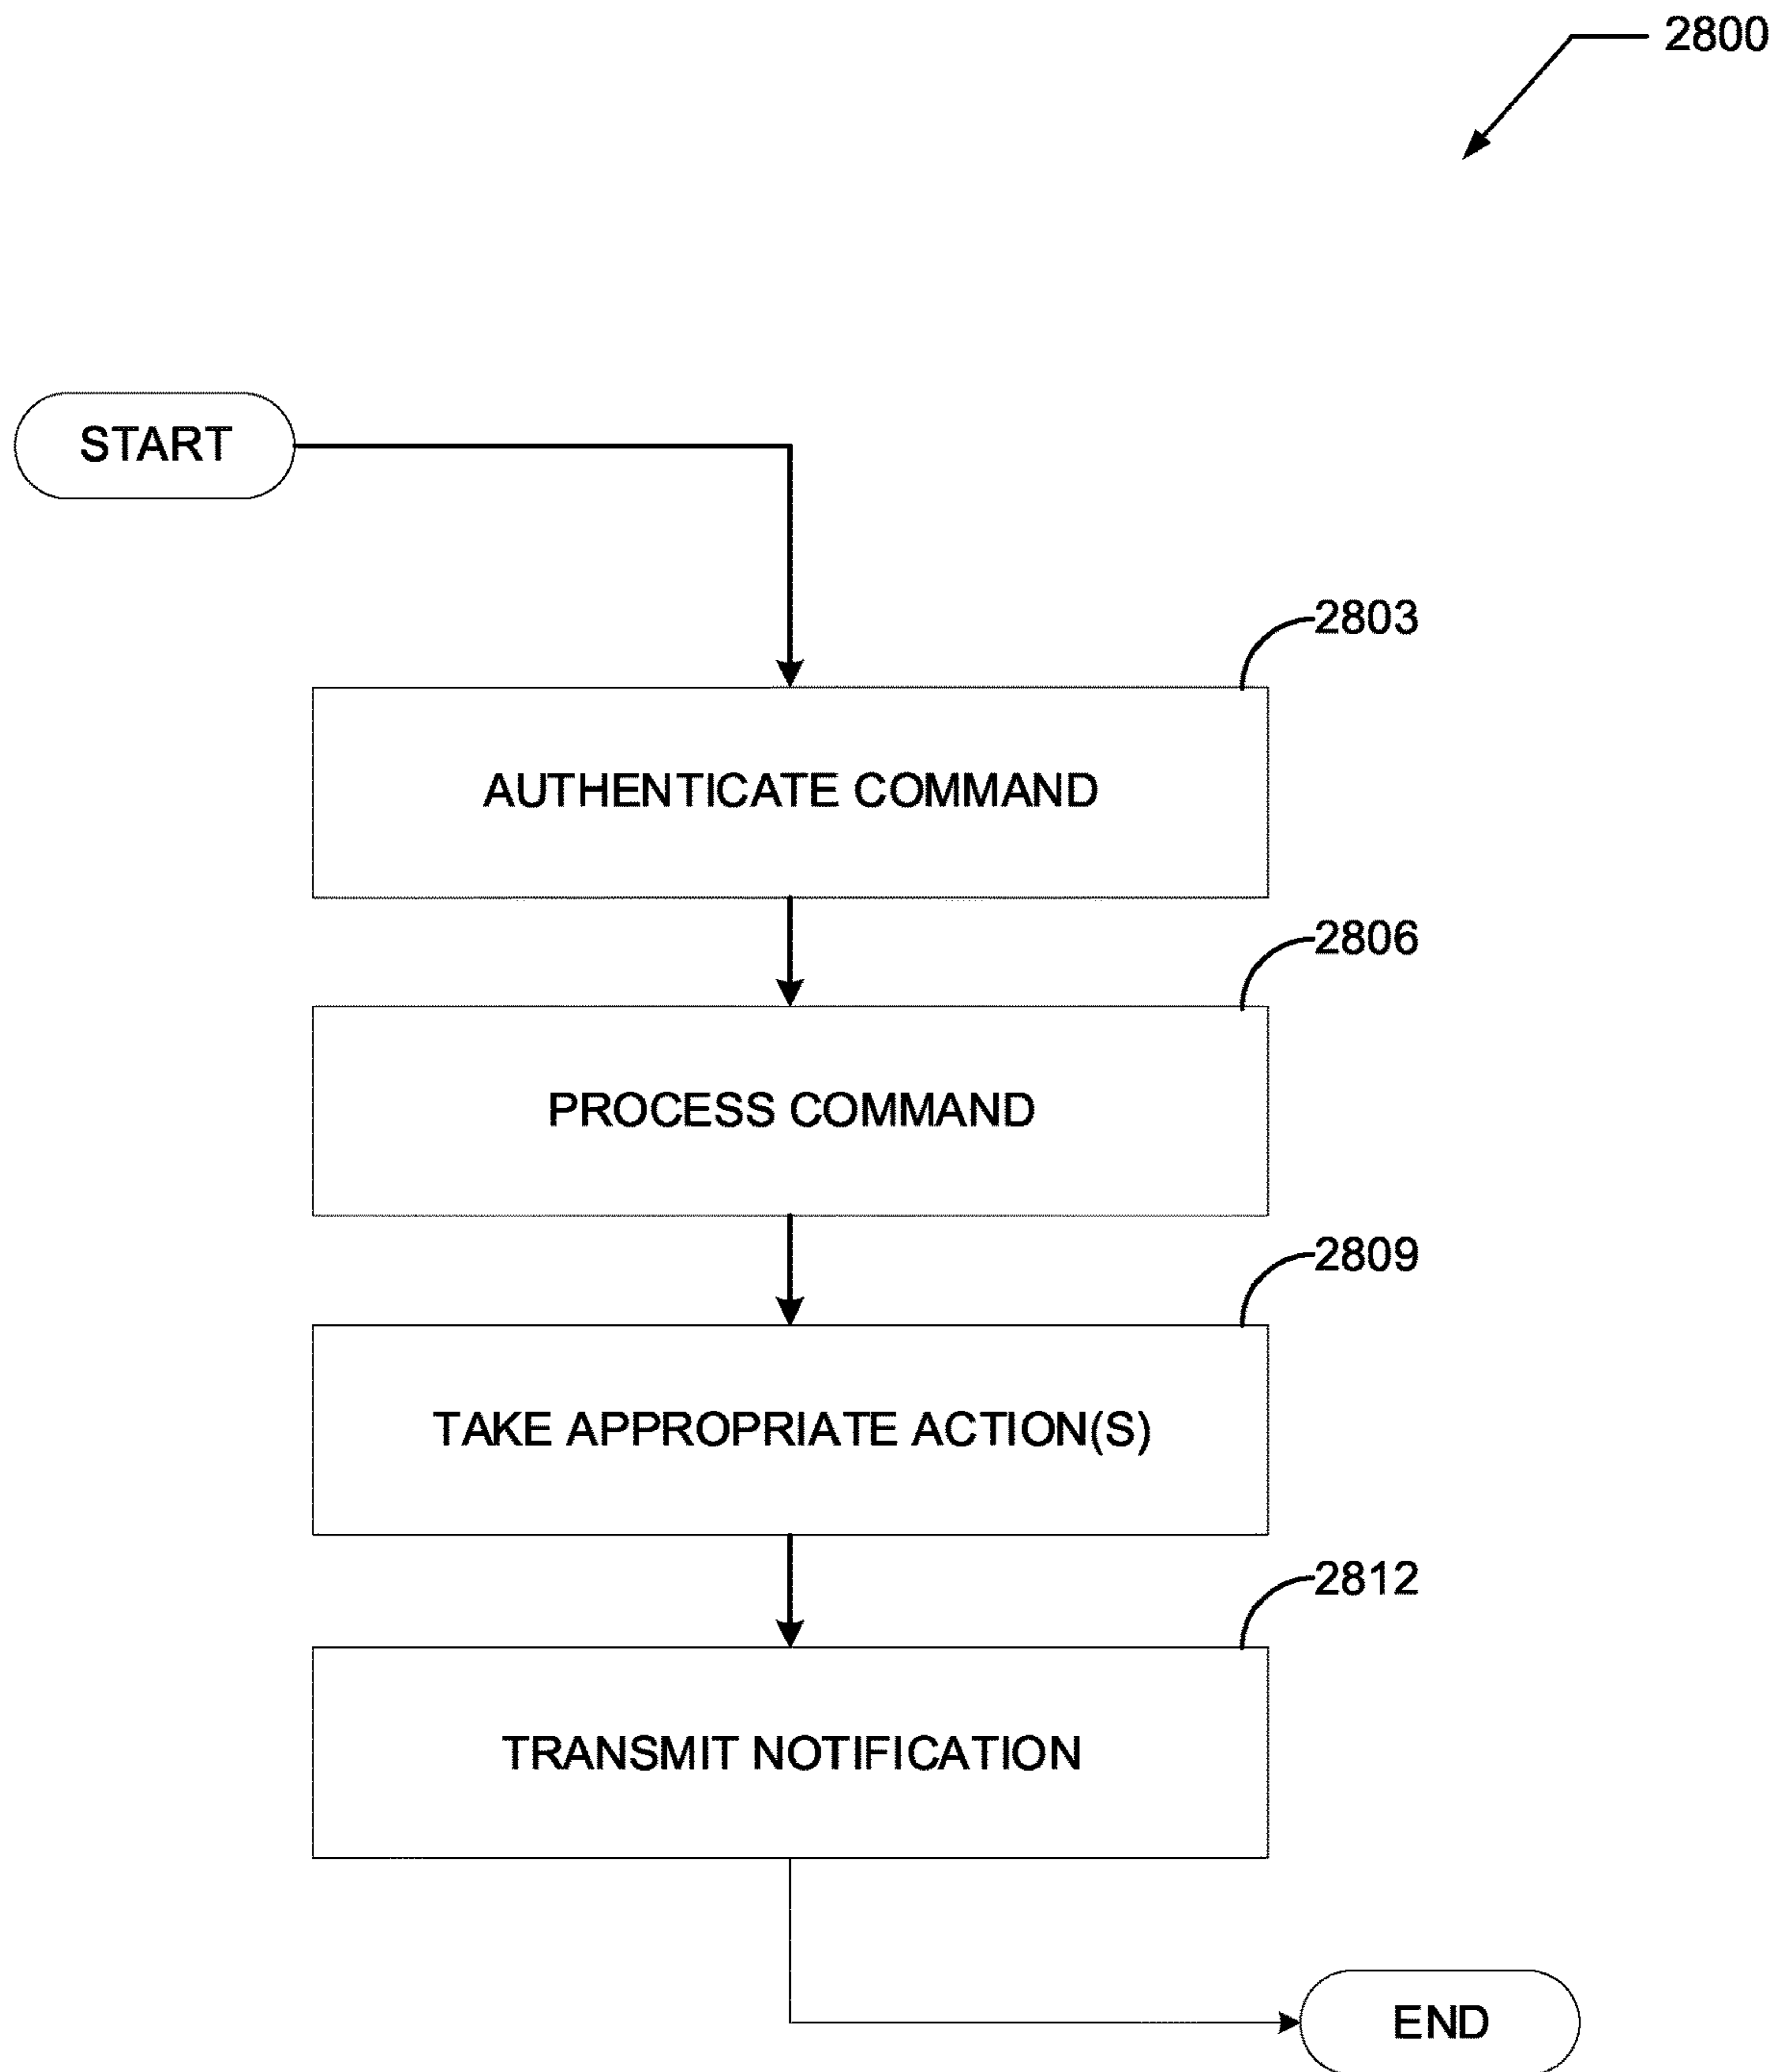 2800
START
2803
AUTHENTICATE COMMAND
2806
PROCESS COMMAND
2809
TAKE APPROPRIATE ACTION(S)
2812
TRANSMIT NOTIFICATION
END